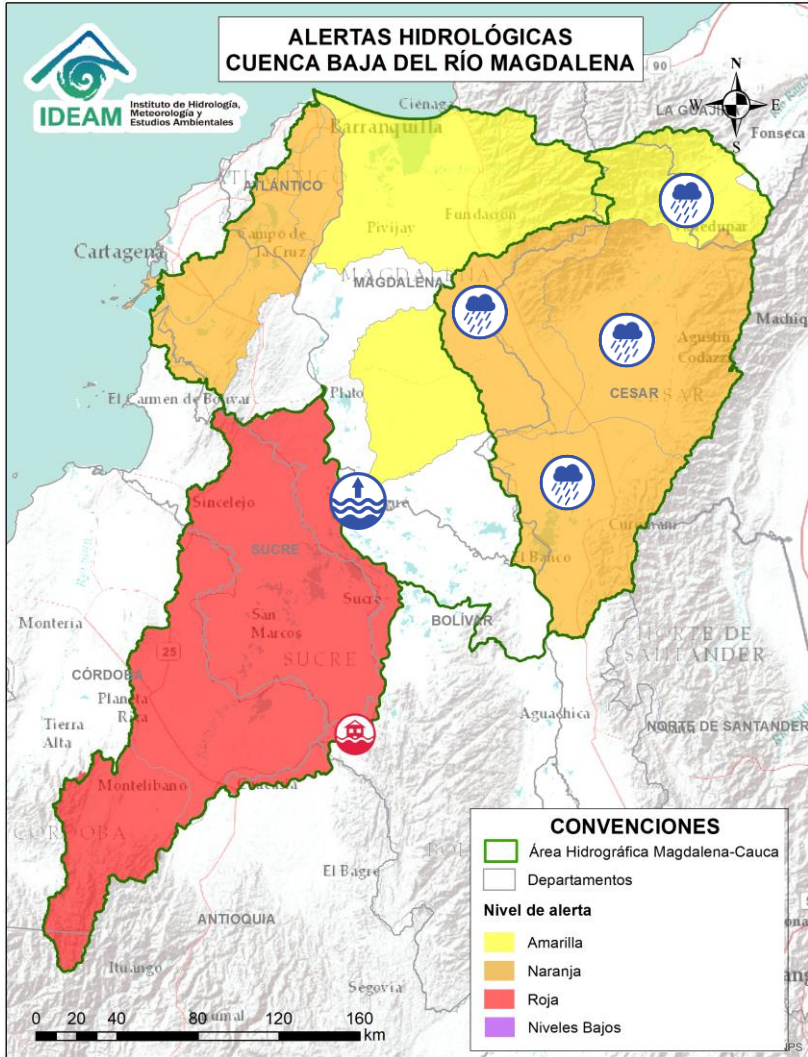 ALERTAS HIDROLÓGICAS
CUENCA BAJA DEL RÍO MAGDALENA
IDEAM
Instituto de Hidrología,
Meteorología y
Estudios Ambientales
N
W
E
S
90
LA GUAJI
Fonseca
Ciénaga
Barranquilla
ATLÁNTICO
Fundación
Pivijay
Campo de
la Cruz
Cartagena
MAGDALENA
Machiq
Agustín
Codazzi
CESAR
Plato
El Carmen de Bolívar
Sincelejo
SUCRE
El Banco
Sucre
San
Marcos
SUCRE
BOLÍVAR
Montería
25
CÓRDOBA
Planeta
Rica
Tierra
Alta
NORTE DE
SANTANDER
Aguachica
NORTE DE SANTANDER
Montelíbano
CÓRDOBA
El Bagre
ANTIOQUIA
Ituango
Segovia
CONVENCIONES
Área Hidrográfica Magdalena-Cauca
Departamentos
Nivel de alerta
Amarilla
Naranja
Roja
Niveles Bajos
0 20 40 80 120 160
km